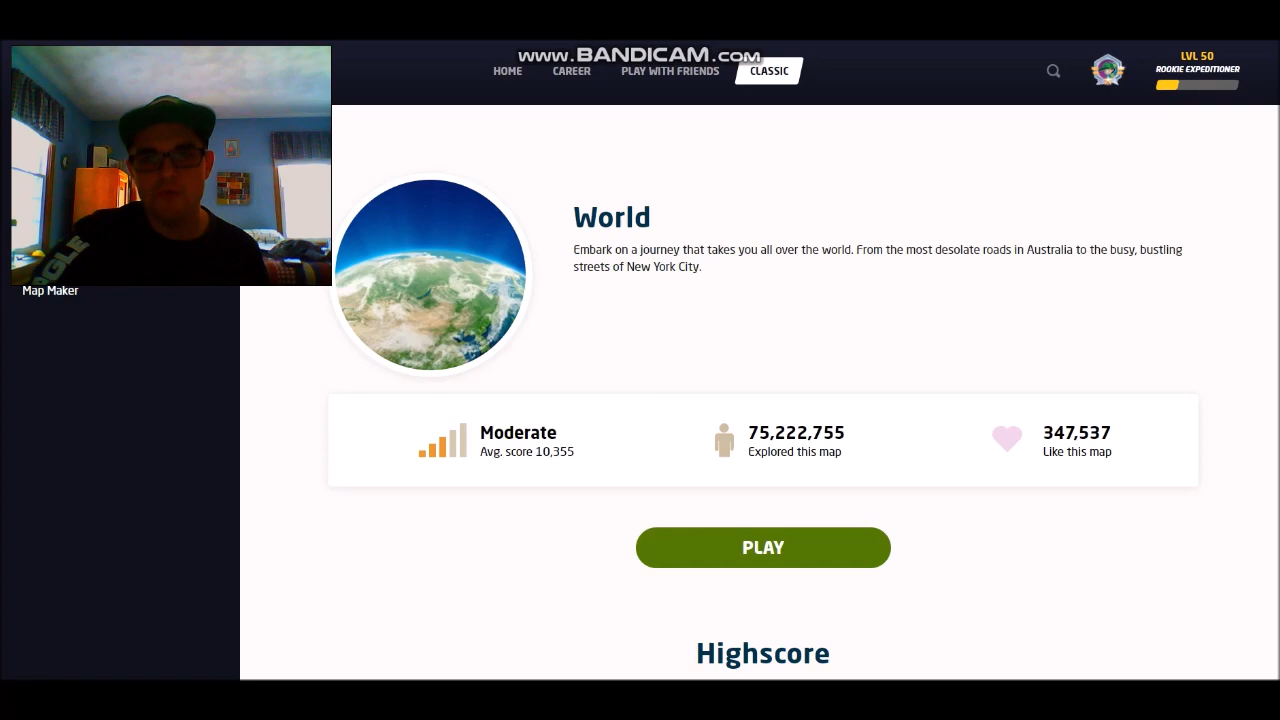 www.BANDICAM.com
HOME CAREER PLAY WITH FRIENDS CLASSIC
LVL 50
ROOKIE EXPEDITIONER
Map Maker
World
Embark on a journey that takes you all over the world. From the most desolate roads in Australia to the busy, bustling
streets of New York City.
Moderate
Avg. score 10,355
75,222,755
Explored this map
347,537
Like this map
PLAY
Highscore